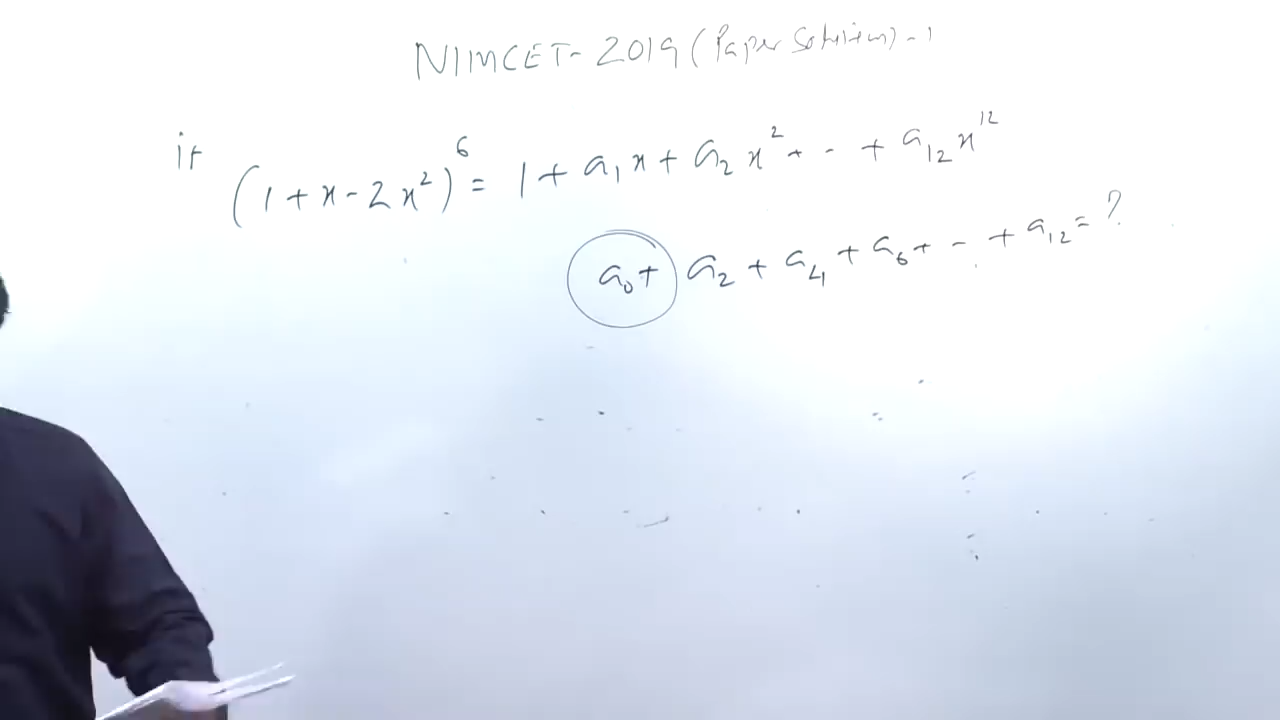 NIMCET-2019 (Paper Solution)-1
if (1+x-2x²)⁶ = 1+a₁x+a₂x²+--+a₁₂x¹²
a₀+a₂+a₄+a₆+--+a₁₂=?